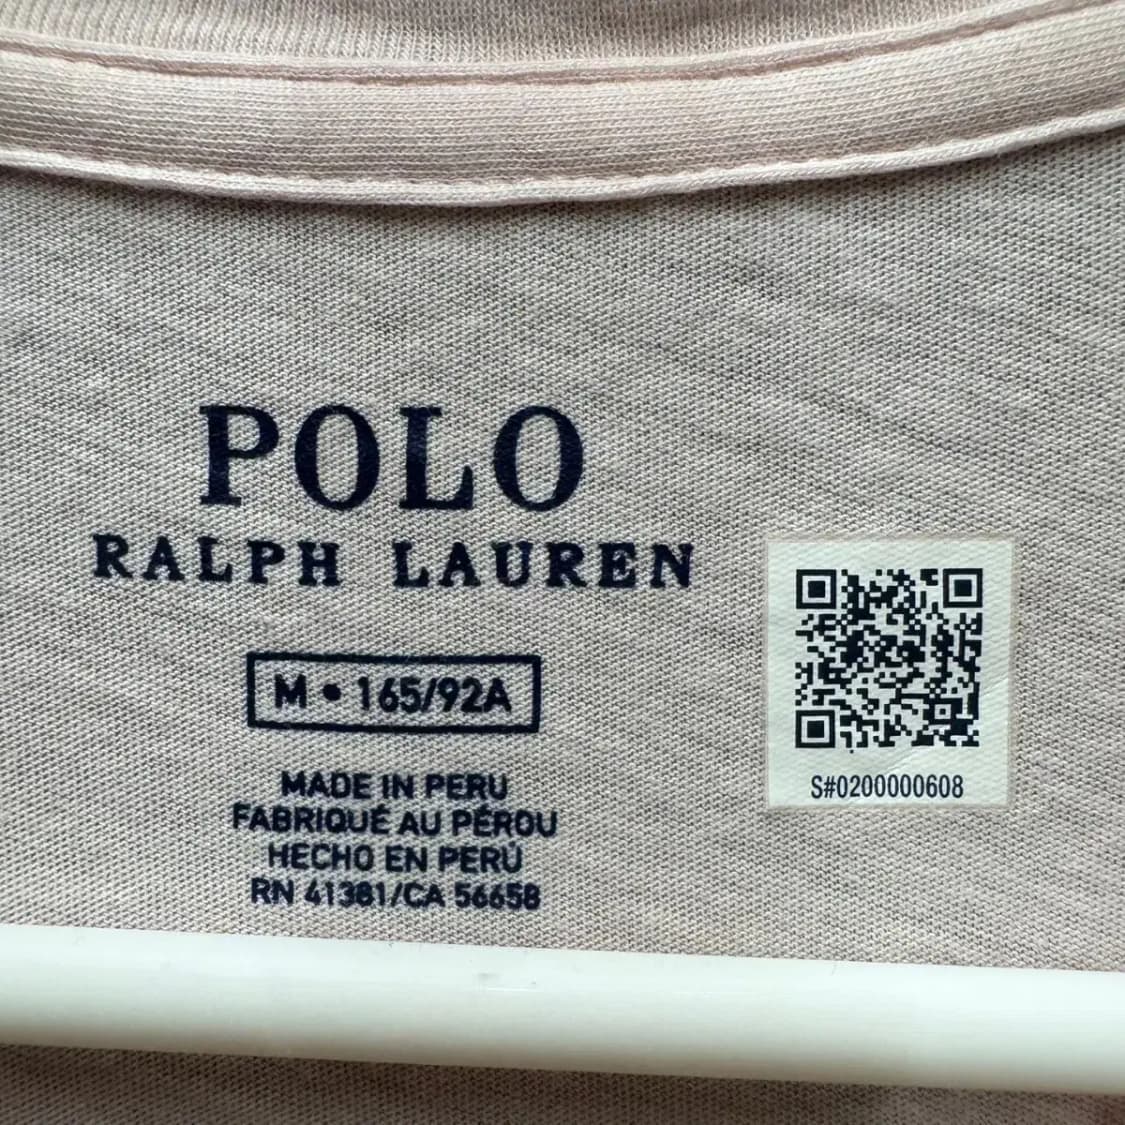 POLO
RALPH LAUREN
M • 165/92A
MADE IN PERU
FABRIQUÉ AU PÉROU
HECHO EN PERÚ
RN 41381/CA 56658
S#0200000608